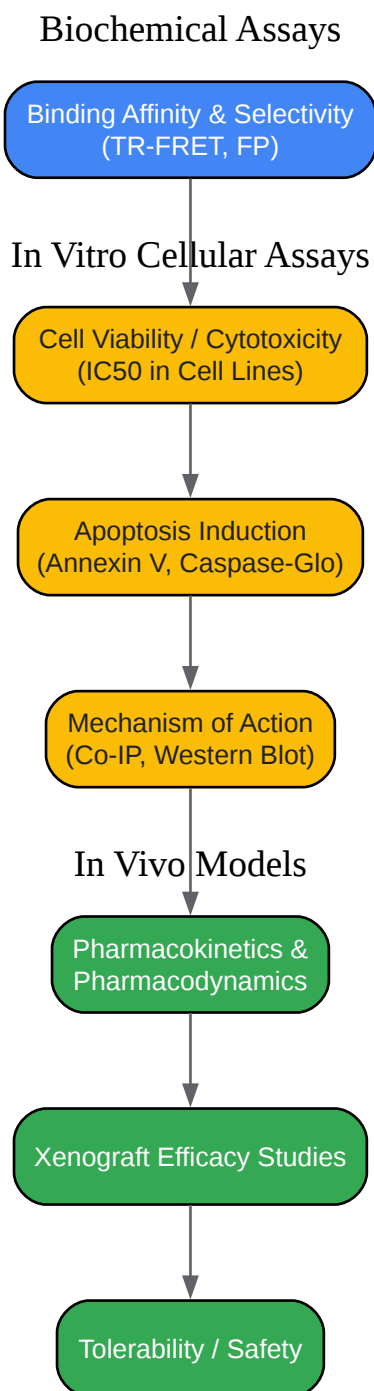 Biochemical Assays
Binding Affinity & Selectivity
(TR-FRET, FP)
In Vitro Cellular Assays
Cell Viability / Cytotoxicity
(IC50 in Cell Lines)
Apoptosis Induction
(Annexin V, Caspase-Glo)
Mechanism of Action
(Co-IP, Western Blot)
In Vivo Models
Pharmacokinetics &
Pharmacodynamics
Xenograft Efficacy Studies
Tolerability / Safety